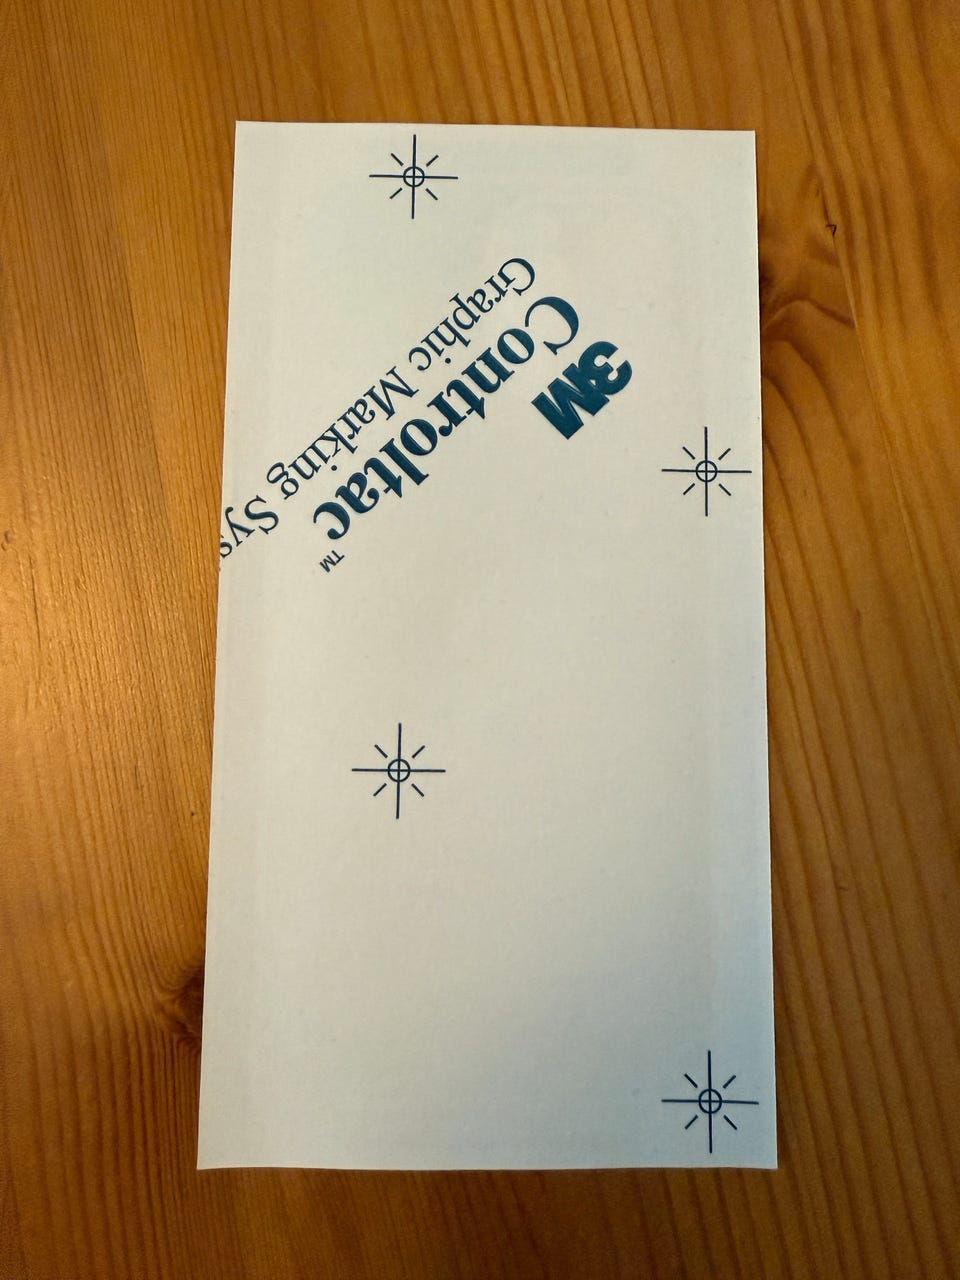 3M
Controltac™
Graphic Marking Sys